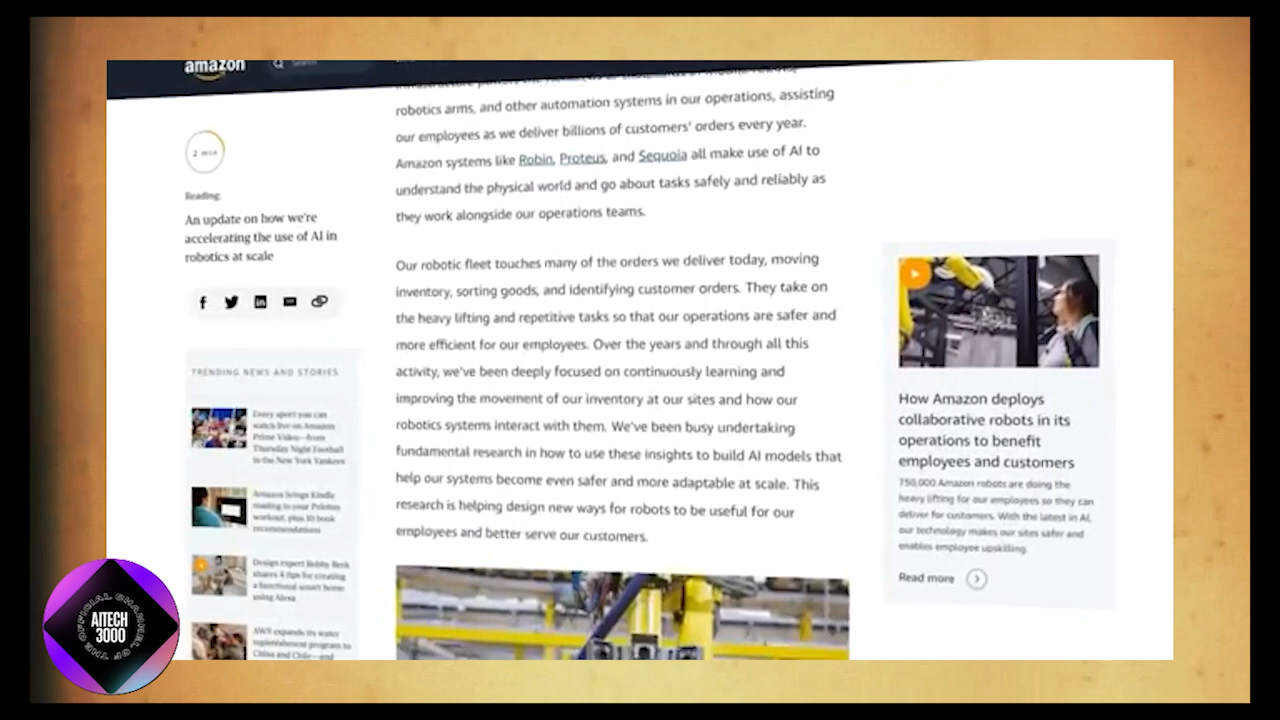 amazon
Search
robotics arms, and other automation systems in our operations, assisting
our employees as we deliver billions of customers' orders every year.
Amazon systems like Robin, Proteus, and Sequoia all make use of AI to
understand the physical world and go about tasks safely and reliably as
they work alongside our operations teams.
2 min
Reading:
An update on how we're
accelerating the use of AI in
robotics at scale
TRENDING NEWS AND STORIES
Every sport you can
watch live on Amazon
Prime Video—from
Thursday Night Football
to the New York Yankees
Amazon brings Kindle
reading to your Peloton
workout, plus 10 book
recommendations
Design expert Bobby Berk
shares 4 tips for creating
a functional smart home
using Alexa
AWS expands its water
replenishment program to
China and Chile—and
Our robotic fleet touches many of the orders we deliver today, moving
inventory, sorting goods, and identifying customer orders. They take on
the heavy lifting and repetitive tasks so that our operations are safer and
more efficient for our employees. Over the years and through all this
activity, we've been deeply focused on continuously learning and
improving the movement of our inventory at our sites and how our
robotics systems interact with them. We've been busy undertaking
fundamental research in how to use these insights to build AI models that
help our systems become even safer and more adaptable at scale. This
research is helping design new ways for robots to be useful for our
employees and better serve our customers.
How Amazon deploys
collaborative robots in its
operations to benefit
employees and customers
750,000 Amazon robots are doing the
heavy lifting for our employees so they can
deliver for customers. With the latest in AI,
our technology makes our sites safer and
enables employee upskilling.
Read more
OFFICIAL CHANNEL OF THE
AITECH
3000